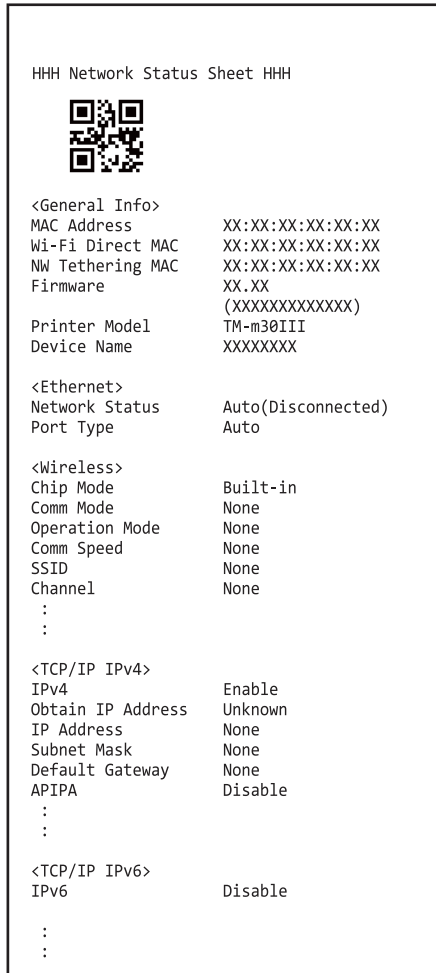 HHH Network Status Sheet HHH
<General Info>
MAC Address XX:XX:XX:XX:XX:XX
Wi-Fi Direct MAC XX:XX:XX:XX:XX:XX
NW Tethering MAC XX:XX:XX:XX:XX:XX
Firmware XX.XX
(XXXXXXXXXXXXX)
Printer Model TM-m30III
Device Name XXXXXXXX
<Ethernet>
Network Status Auto(Disconnected)
Port Type Auto
<Wireless>
Chip Mode Built-in
Comm Mode None
Operation Mode None
Comm Speed None
SSID None
Channel None
:
:
<TCP/IP IPv4>
IPv4 Enable
Obtain IP Address Unknown
IP Address None
Subnet Mask None
Default Gateway None
APIPA Disable
:
:
<TCP/IP IPv6>
IPv6 Disable
:
: